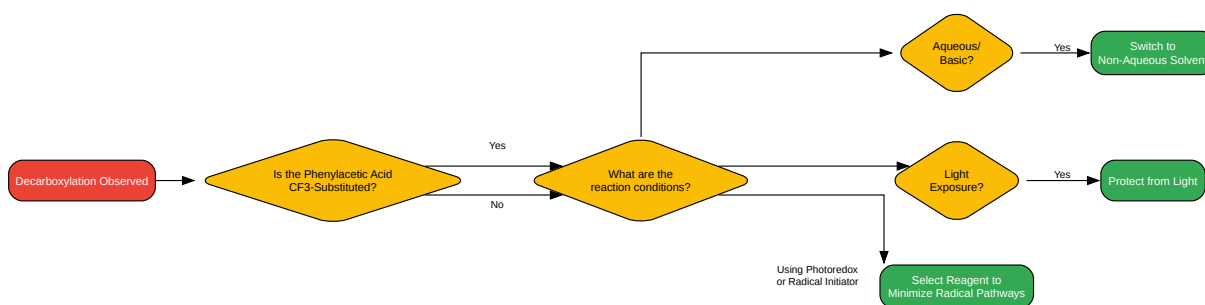 Decarboxylation Observed
Is the Phenylacetic Acid
CF3-Substituted?
Yes
No
What are the
reaction conditions?
Aqueous/
Basic?
Yes
Switch to
Non-Aqueous Solvent
Light
Exposure?
Yes
Protect from Light
Using Photoredox
or Radical Initiator
Select Reagent to
Minimize Radical Pathways